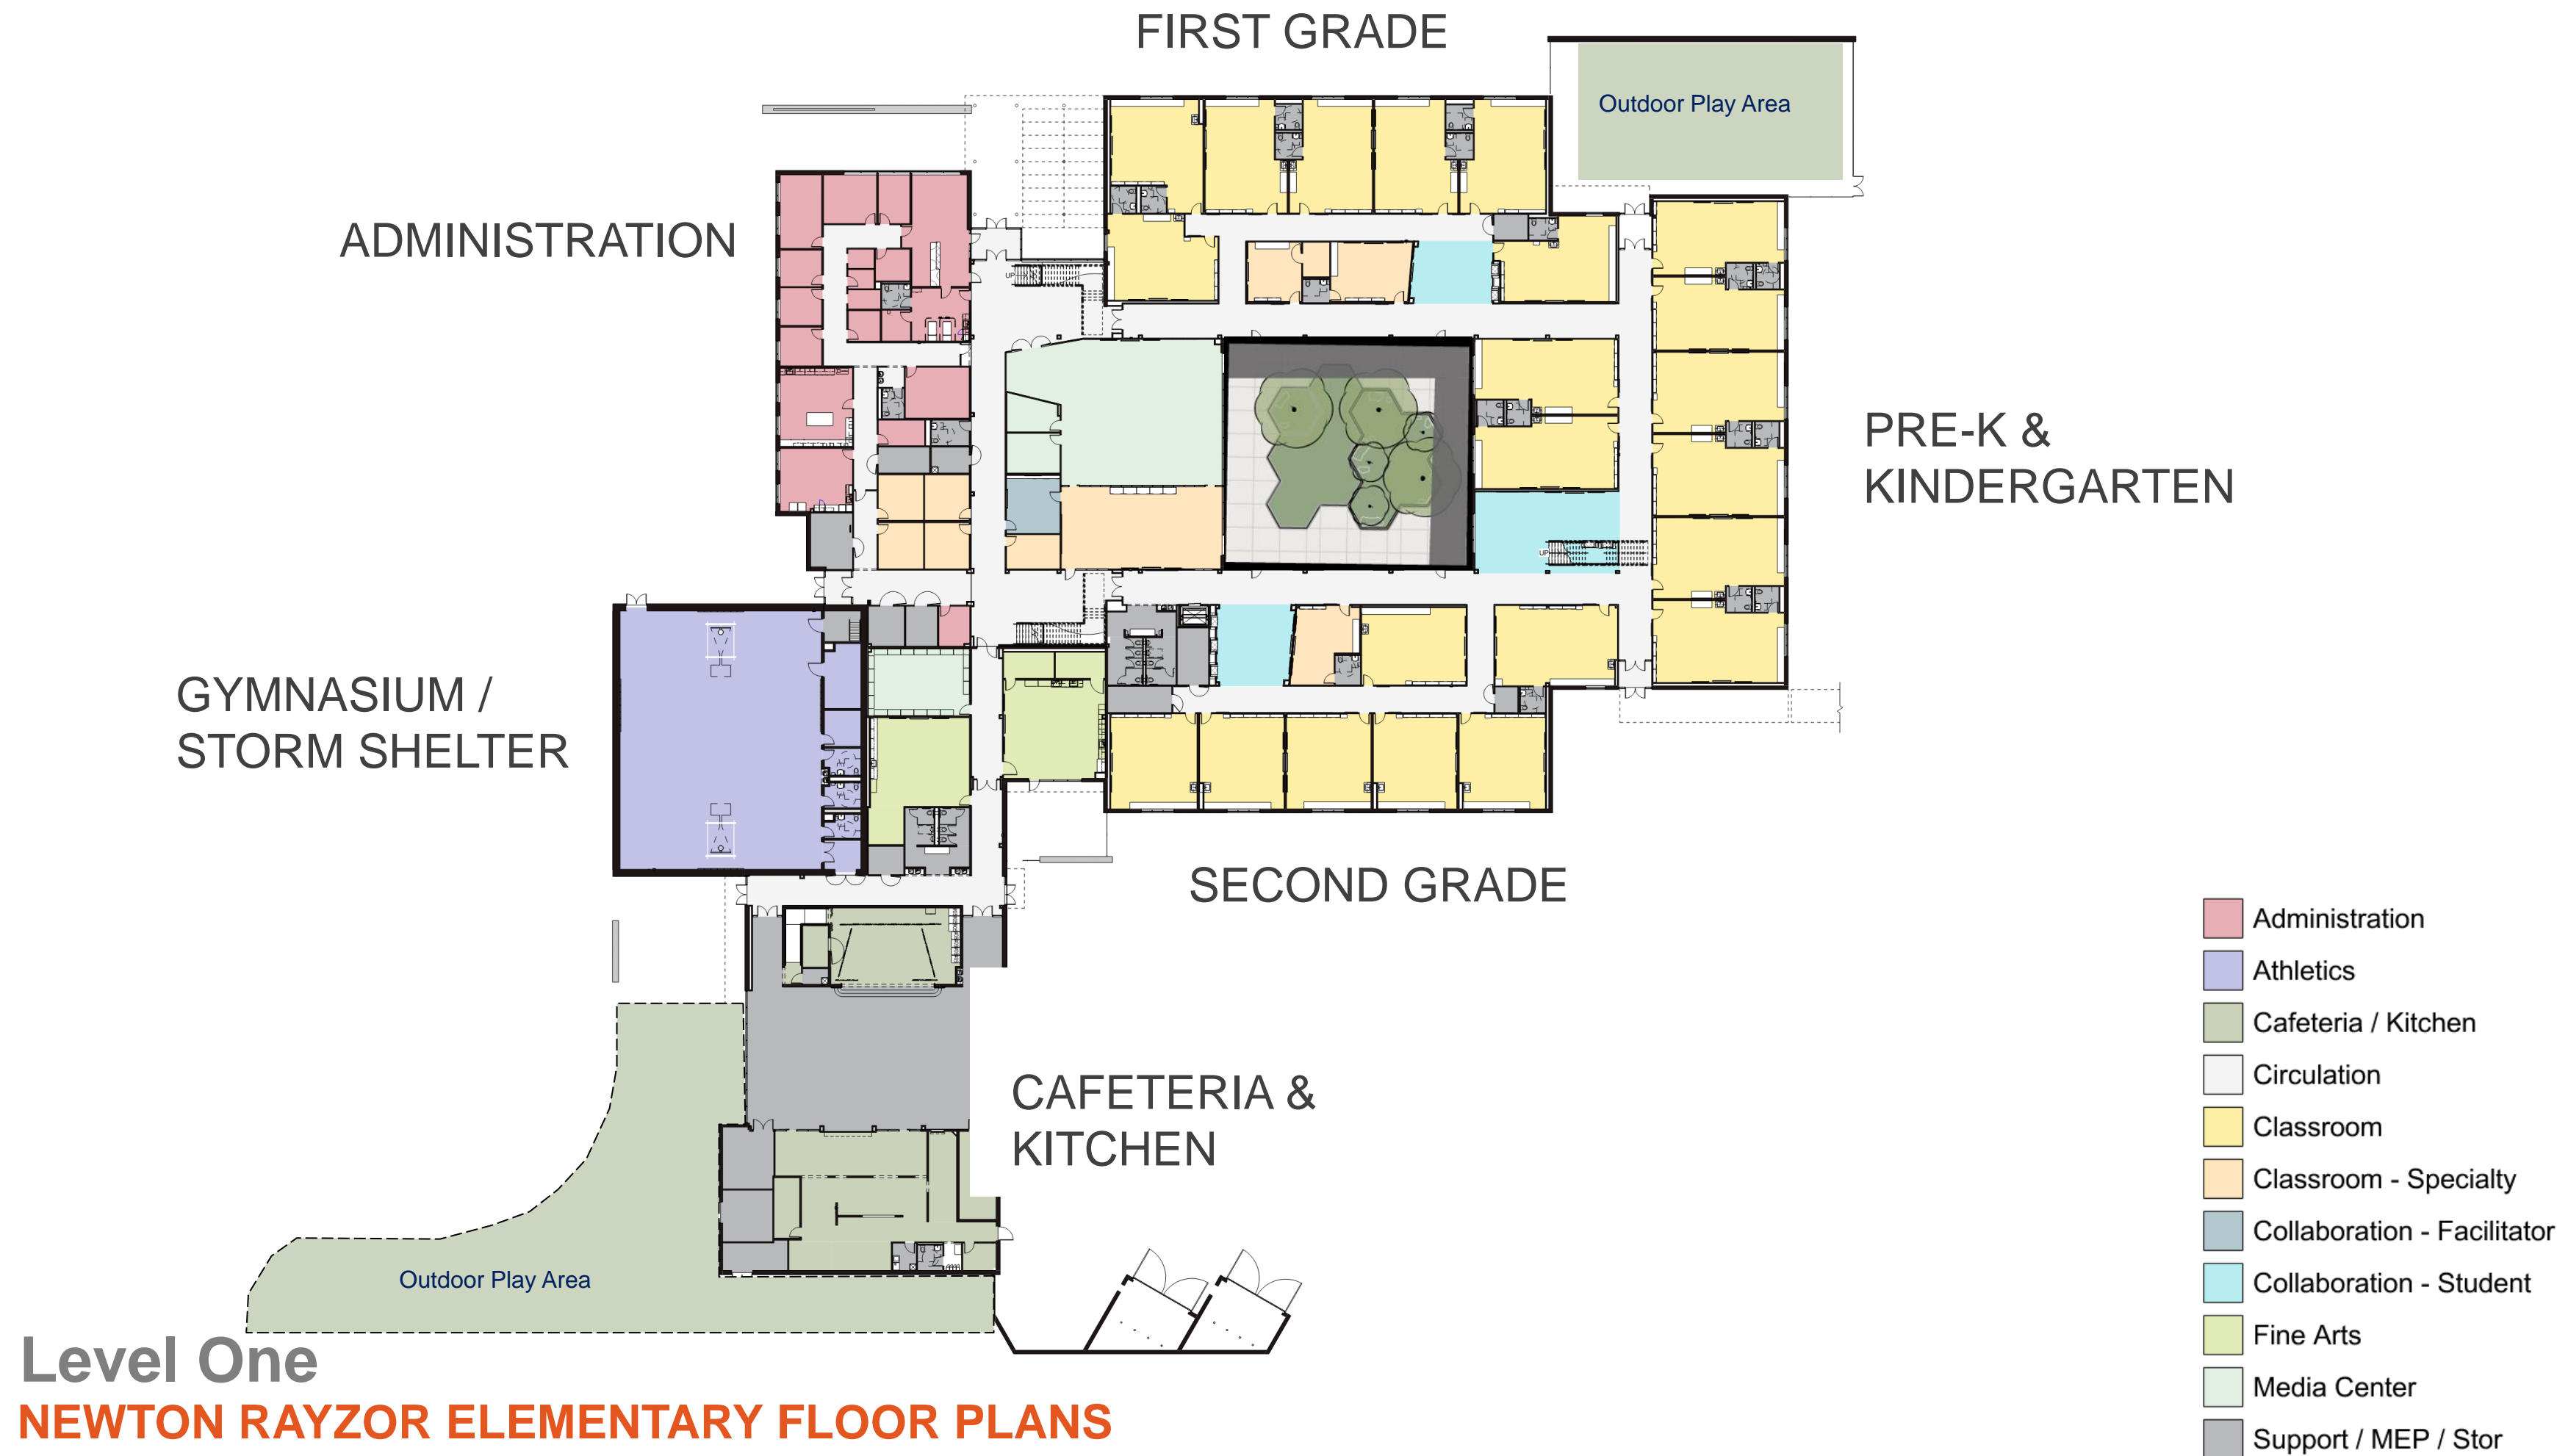 FIRST GRADE
Outdoor Play Area
ADMINISTRATION
UP
PRE-K &
KINDERGARTEN
UP
GYMNASIUM /
STORM SHELTER
SECOND GRADE
CAFETERIA &
KITCHEN
Outdoor Play Area
Administration
Athletics
Cafeteria / Kitchen
Circulation
Classroom
Classroom - Specialty
Collaboration - Facilitator
Collaboration - Student
Fine Arts
Media Center
Support / MEP / Stor
Level One
NEWTON RAYZOR ELEMENTARY FLOOR PLANS